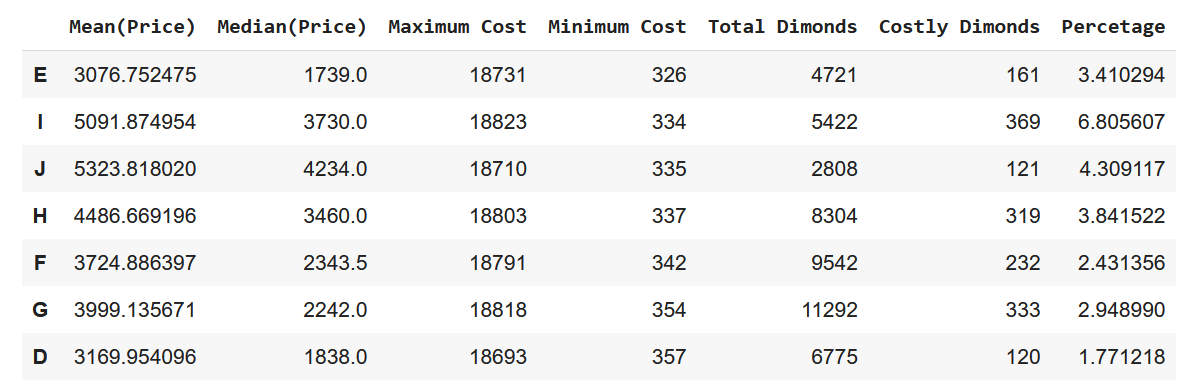 Mean(Price) Median(Price) Maximum Cost Minimum Cost Total Dimonds Costly Dimonds Percetage
E 3076.752475 1739.0 18731 326 4721 161 3.410294
I 5091.874954 3730.0 18823 334 5422 369 6.805607
J 5323.818020 4234.0 18710 335 2808 121 4.309117
H 4486.669196 3460.0 18803 337 8304 319 3.841522
F 3724.886397 2343.5 18791 342 9542 232 2.431356
G 3999.135671 2242.0 18818 354 11292 333 2.948990
D 3169.954096 1838.0 18693 357 6775 120 1.771218